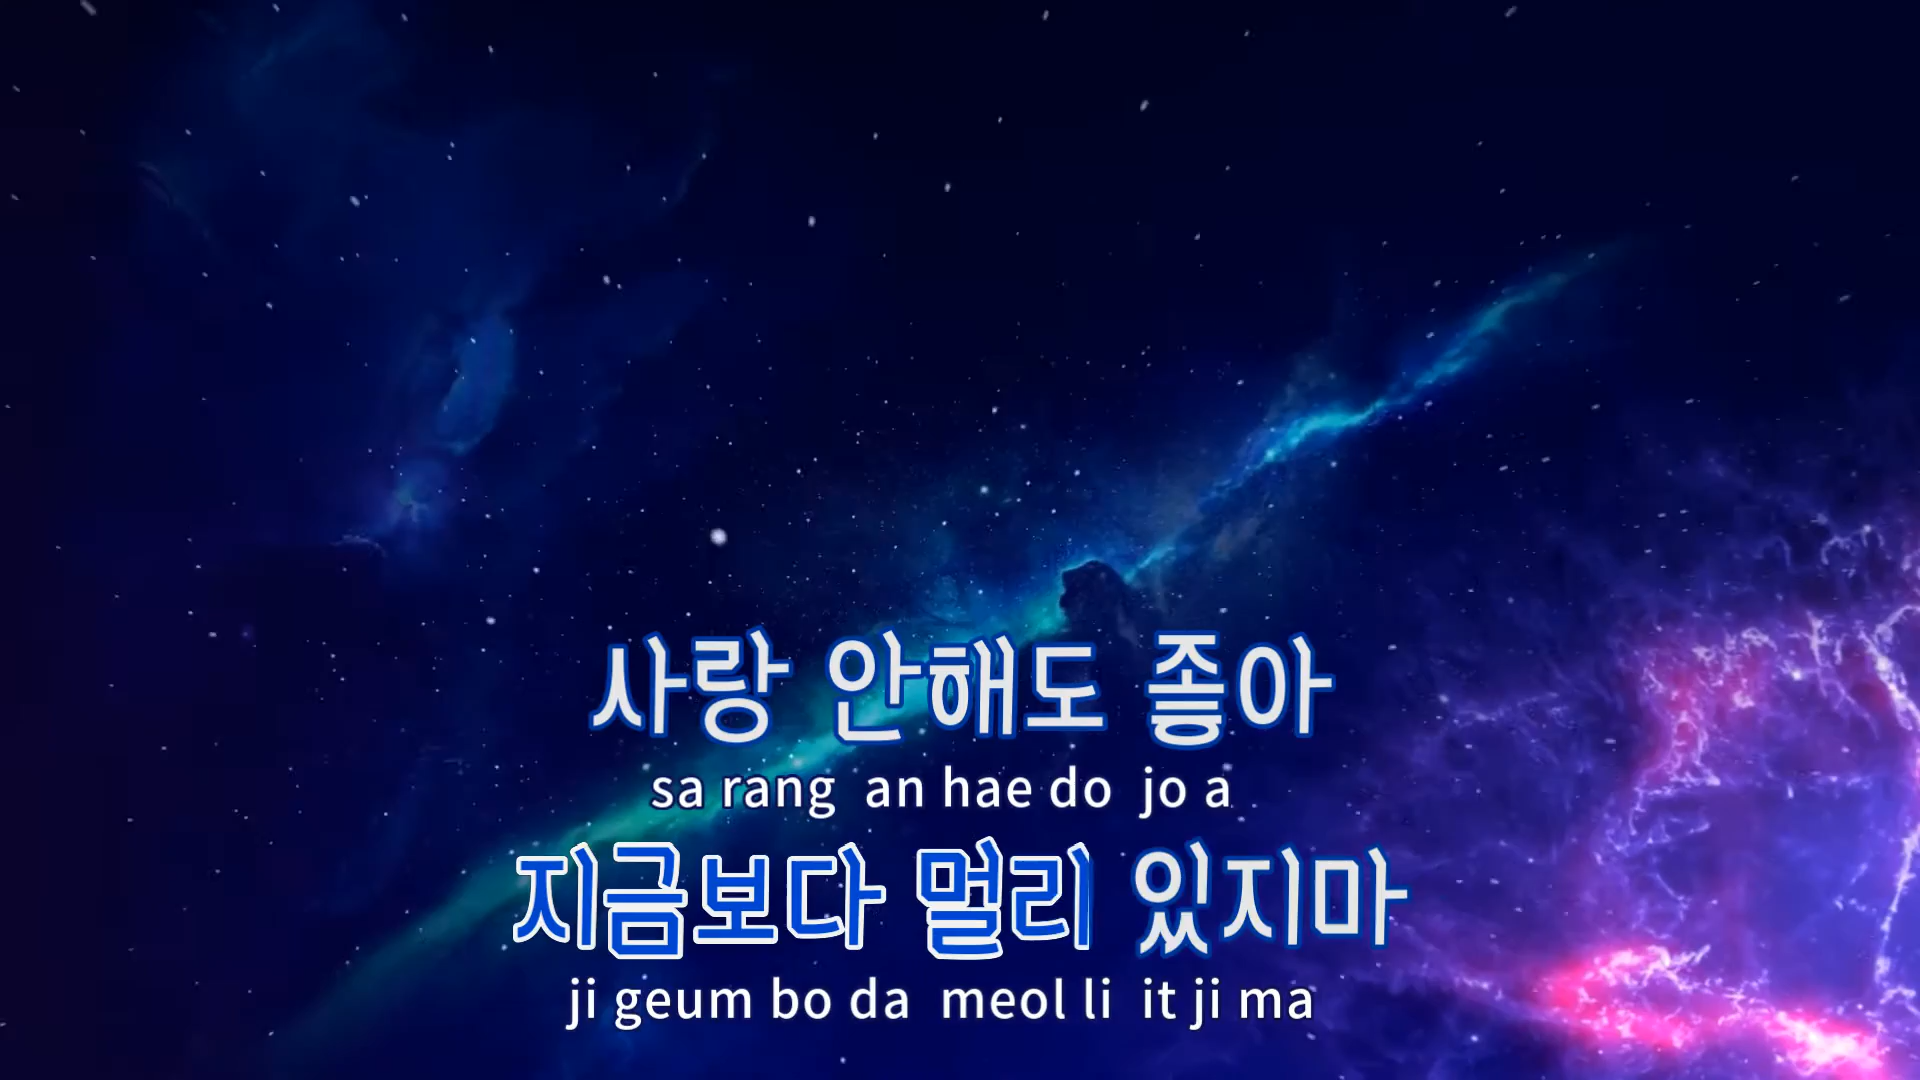 사랑 안해도 좋아
sa rang an hae do jo a
지금보다 멀리 있지마
ji geum bo da meol li it ji ma